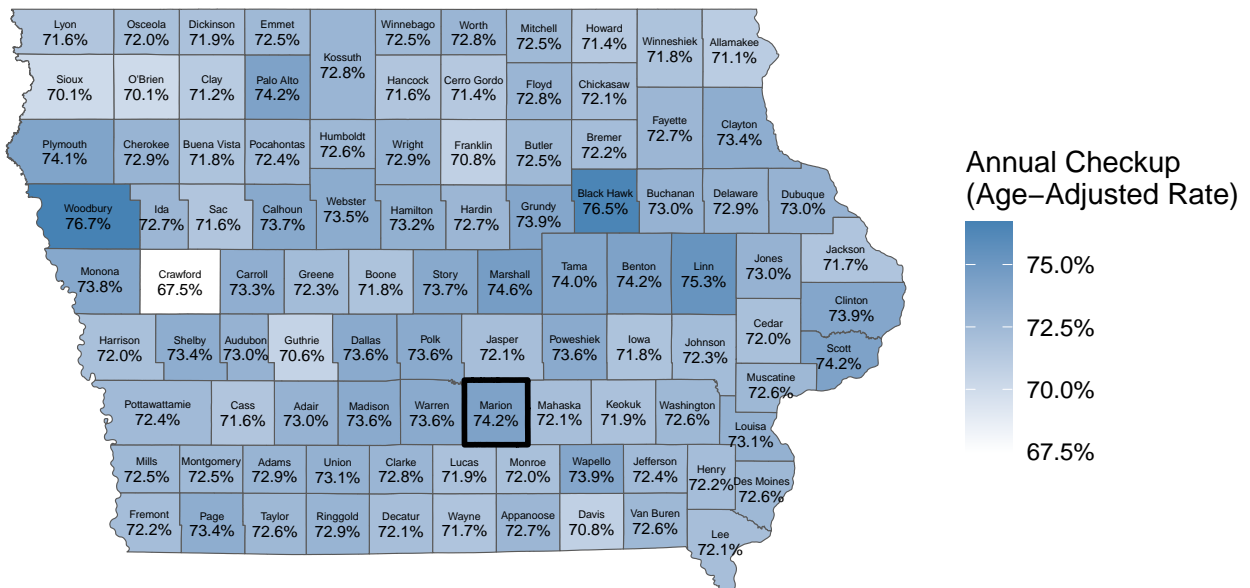 Lyon
71.6%
Osceola
72.0%
Dickinson
71.9%
Emmet
72.5%
Kossuth
72.8%
Winnebago
72.5%
Worth
72.8%
Mitchell
72.5%
Howard
71.4%
Winneshiek
71.8%
Allamakee
71.1%
Sioux
70.1%
O'Brien
70.1%
Clay
71.2%
Palo Alto
74.2%
Hancock
71.6%
Cerro Gordo
71.4%
Floyd
72.8%
Chickasaw
72.1%
Fayette
72.7%
Clayton
73.4%
Plymouth
74.1%
Cherokee
72.9%
Buena Vista
71.8%
Pocahontas
72.4%
Humboldt
72.6%
Wright
72.9%
Franklin
70.8%
Butler
72.5%
Bremer
72.2%
Woodbury
76.7%
Ida
72.7%
Sac
71.6%
Calhoun
73.7%
Webster
73.5%
Hamilton
73.2%
Hardin
72.7%
Grundy
73.9%
Black Hawk
76.5%
Buchanan
73.0%
Delaware
72.9%
Dubuque
73.0%
Monona
73.8%
Crawford
67.5%
Carroll
73.3%
Greene
72.3%
Boone
71.8%
Story
73.7%
Marshall
74.6%
Tama
74.0%
Benton
74.2%
Linn
75.3%
Jones
73.0%
Jackson
71.7%
Clinton
73.9%
Harrison
72.0%
Shelby
73.4%
Audubon
73.0%
Guthrie
70.6%
Dallas
73.6%
Polk
73.6%
Jasper
72.1%
Poweshiek
73.6%
Iowa
71.8%
Johnson
72.3%
Cedar
72.0%
Scott
74.2%
Muscatine
72.6%
Pottawattamie
72.4%
Cass
71.6%
Adair
73.0%
Madison
73.6%
Warren
73.6%
Marion
74.2%
Mahaska
72.1%
Keokuk
71.9%
Washington
72.6%
Louisa
73.1%
Mills
72.5%
Montgomery
72.5%
Adams
72.9%
Union
73.1%
Clarke
72.8%
Lucas
71.9%
Monroe
72.0%
Wapello
73.9%
Jefferson
72.4%
Henry
72.2%
Des Moines
72.6%
Fremont
72.2%
Page
73.4%
Taylor
72.6%
Ringgold
72.9%
Decatur
72.1%
Wayne
71.7%
Appanoose
72.7%
Davis
70.8%
Van Buren
72.6%
Lee
72.1%
Annual Checkup
(Age−Adjusted Rate)
75.0%
72.5%
70.0%
67.5%